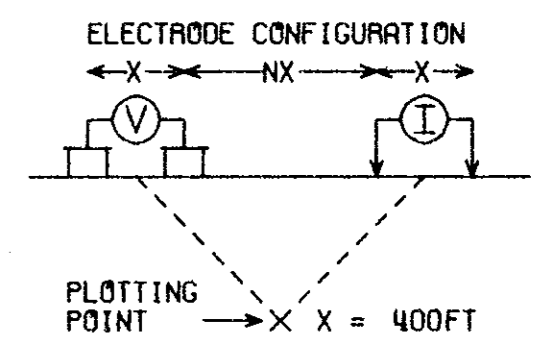 ELECTRODE CONFIGURATION
X NX X
V I
PLOTTING
POINT X X = 400FT